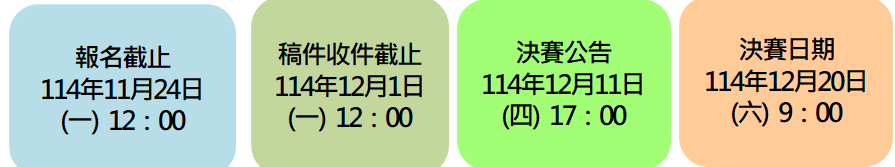 報名截止
114年11月24日
(一) 12：00
稿件收件截止
114年12月1日
(一) 12：00
決賽公告
114年12月11日
(四) 17：00
決賽日期
114年12月20日
(六) 9：00